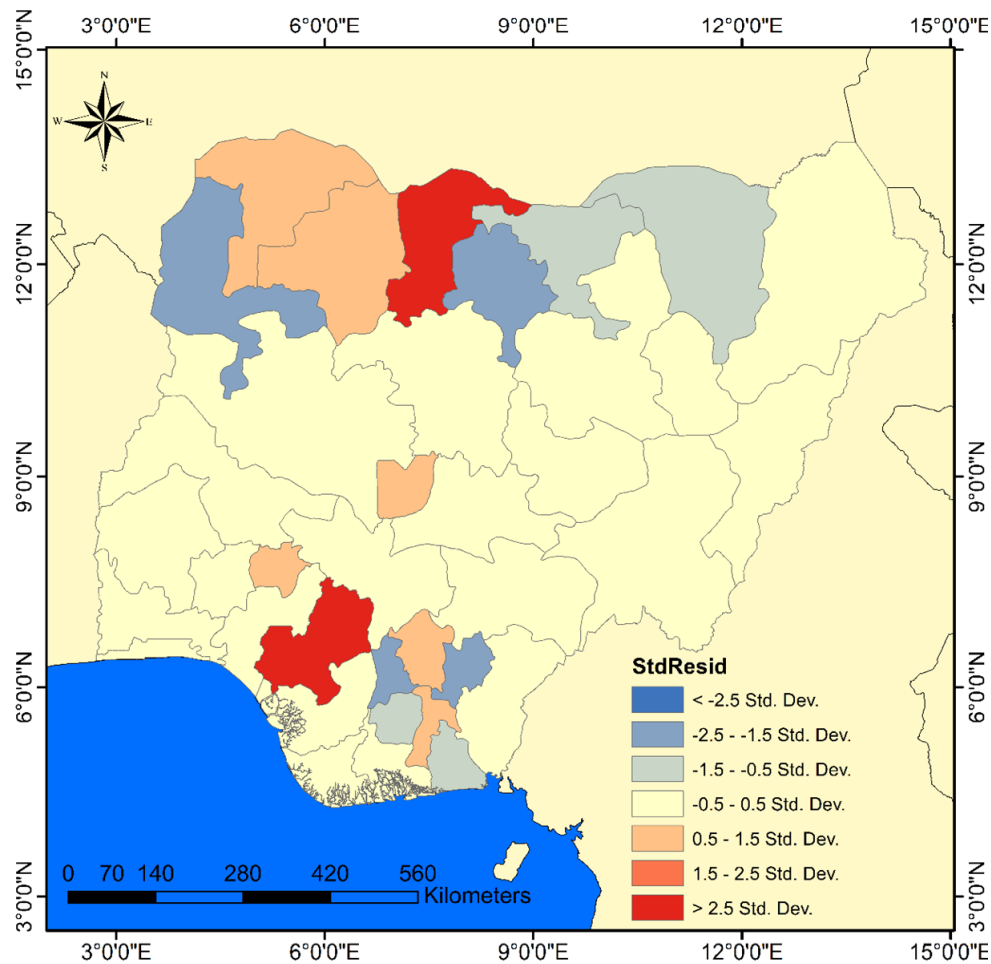 3°0'0"E 6°0'0"E 9°0'0"E 12°0'0"E 15°0'0"E
15°0'0"N
15°0'0"N
N
W E
S
12°0'0"N
12°0'0"N
9°0'0"N
9°0'0"N
6°0'0"N
6°0'0"N
StdResid
< -2.5 Std. Dev.
-2.5 - -1.5 Std. Dev.
-1.5 - -0.5 Std. Dev.
-0.5 - 0.5 Std. Dev.
0.5 - 1.5 Std. Dev.
1.5 - 2.5 Std. Dev.
> 2.5 Std. Dev.
0 70 140 280 420 560
Kilometers
3°0'0"N
3°0'0"N
3°0'0"E 6°0'0"E 9°0'0"E 12°0'0"E 15°0'0"E